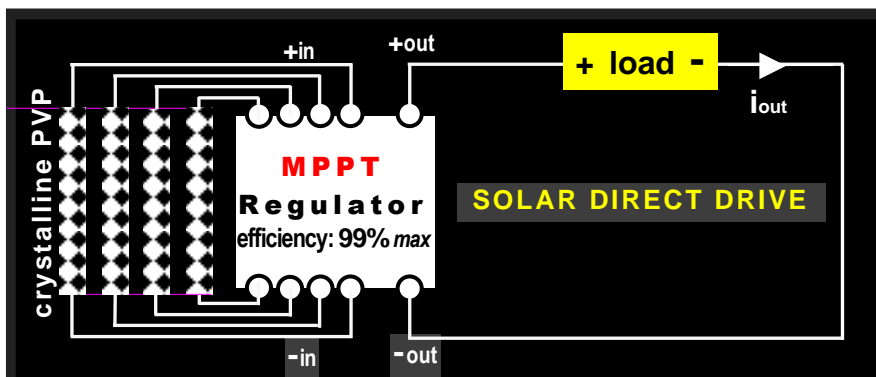 crystalline PVP
+in
+out
+ load -
iout
MPPT
Regulator
efficiency: 99% max
SOLAR DIRECT DRIVE
-in
-out